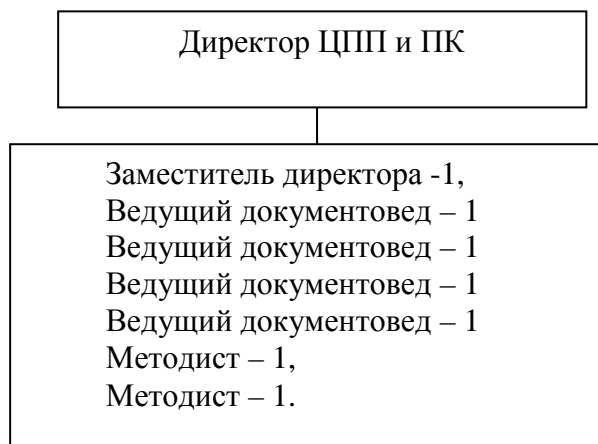 Директор ЦПП и ПК
Заместитель директора -1,
Ведущий документовед – 1
Ведущий документовед – 1
Ведущий документовед – 1
Ведущий документовед – 1
Методист – 1,
Методист – 1.